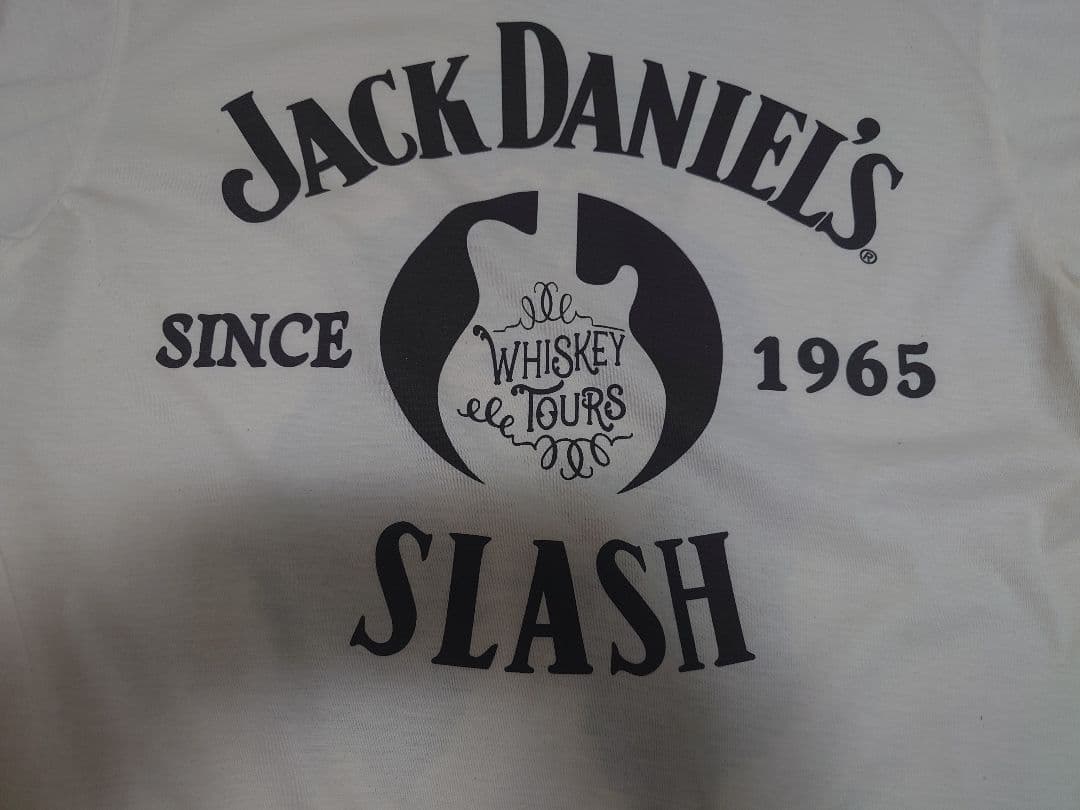 JACK DANIEL'S®
SINCE
WHISKEY
TOURS
1965
SLASH